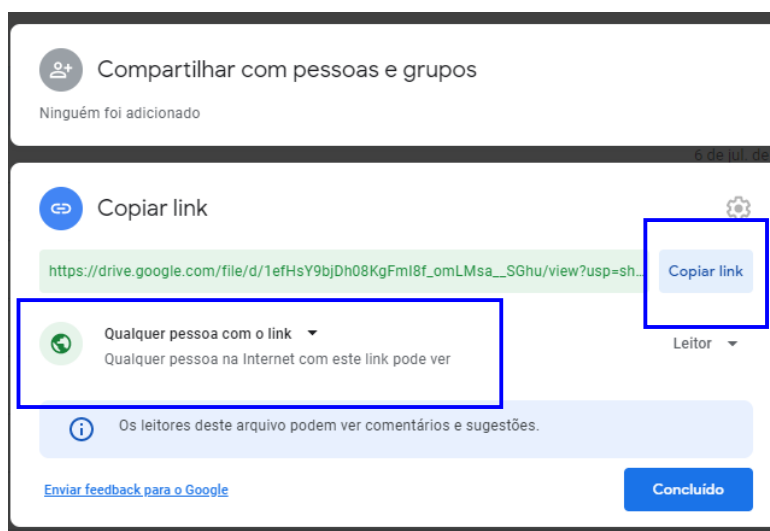 Compartilhar com pessoas e grupos
Ninguém foi adicionado
6 de jul. de
Copiar link
https://drive.google.com/file/d/1efHsY9bjDh08KgFmI8f_omLMsa__SGhu/view?usp=sh... Copiar link
Qualquer pessoa com o link
Qualquer pessoa na Internet com este link pode ver
Leitor
Os leitores deste arquivo podem ver comentários e sugestões.
Enviar feedback para o Google
Concluído